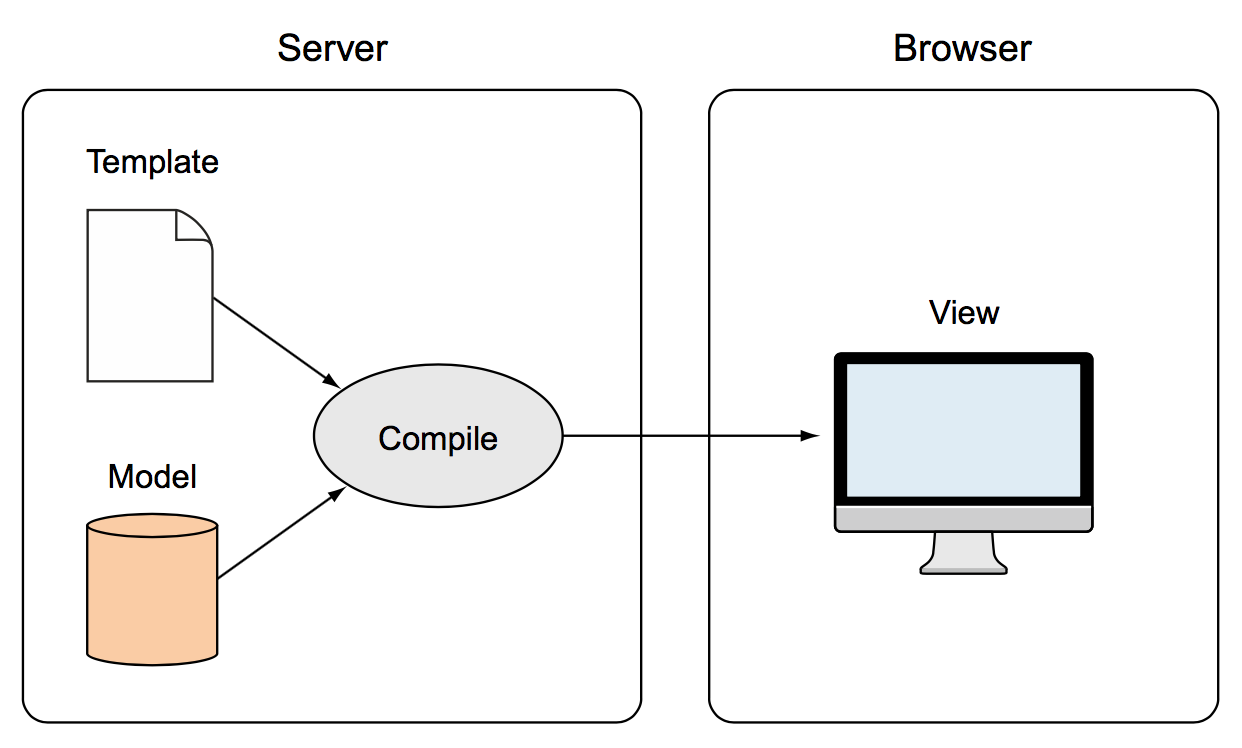 Server
Browser
Template
View
Compile
Model